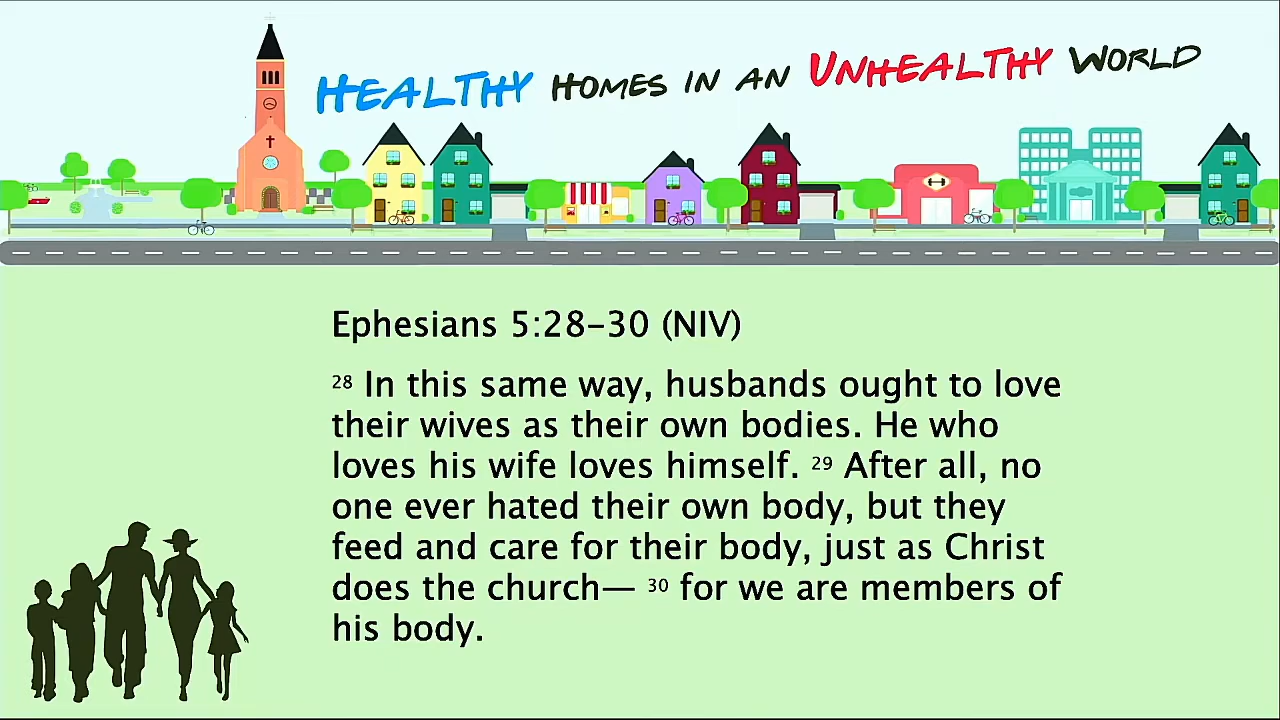 HEALTHY HOMES IN AN UNHEALTHY WORLD
Ephesians 5:28–30 (NIV)
28 In this same way, husbands ought to love
their wives as their own bodies. He who
loves his wife loves himself. 29 After all, no
one ever hated their own body, but they
feed and care for their body, just as Christ
does the church— 30 for we are members of
his body.